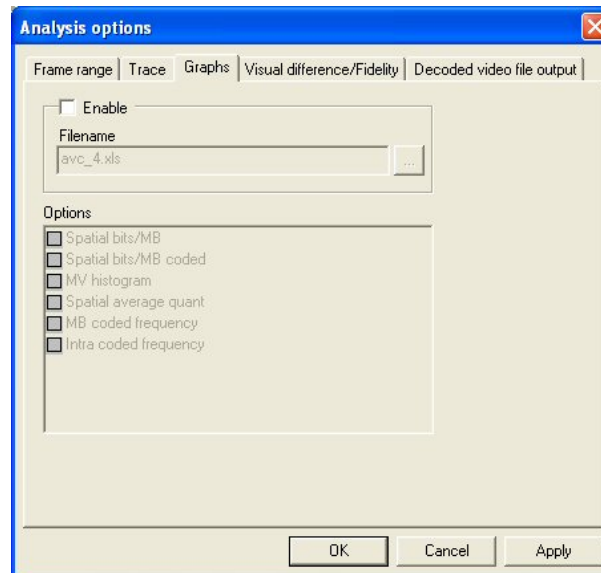 Analysis options
Frame range Trace Graphs Visual difference/Fidelity Decoded video file output
Enable
Filename
avc_4.xls
...
Options
Spatial bits/MB
Spatial bits/MB coded
MV histogram
Spatial average quant
MB coded frequency
Intra coded frequency
OK Cancel Apply